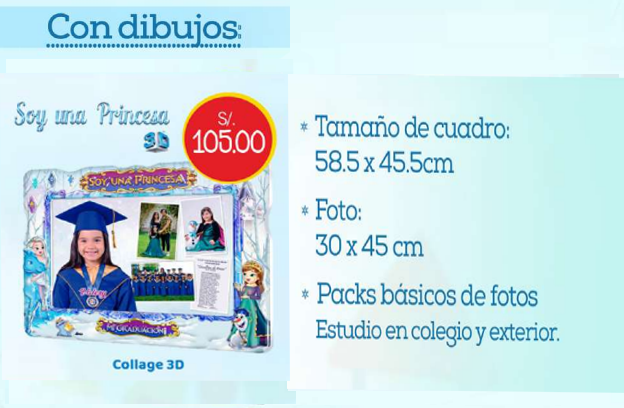 Con dibujos:
Soy una Princesa
3D
S/.
105.00
SOY UNA PRINCESA
MI GRADUACIÓN
Collage 3D
* Tamaño de cuadro:
58.5 x 45.5cm
* Foto:
30 x 45 cm
* Packs básicos de fotos
Estudio en colegio y exterior.